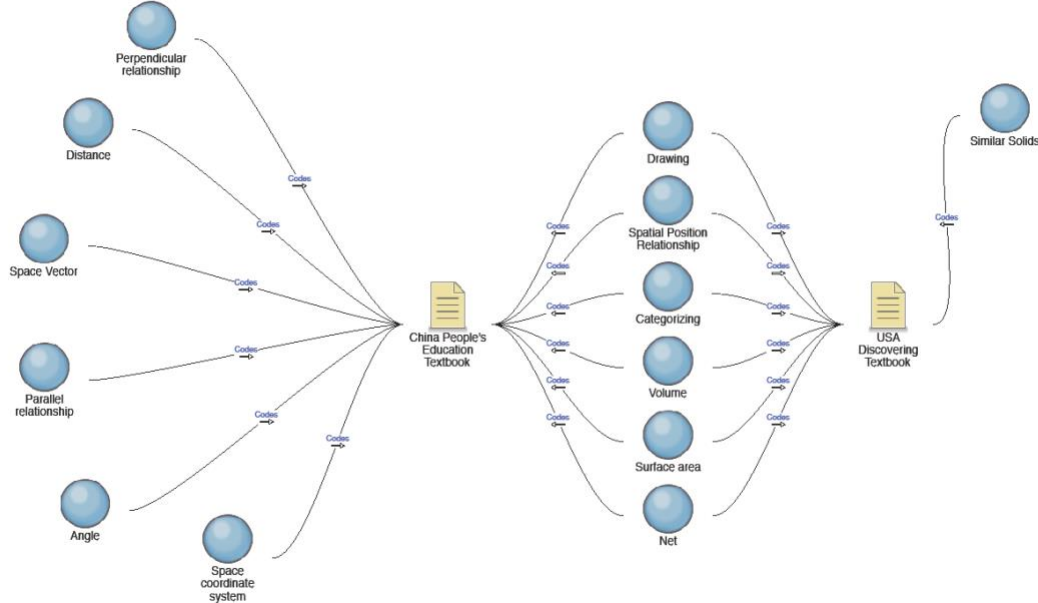 Perpendicular
relationship
Distance
Space Vector
Parallel
relationship
Angle
Space
coordinate
system
Codes
Codes
Codes
Codes
Codes
Codes
China People's
Education
Textbook
Codes
Codes
Codes
Codes
Codes
Codes
Drawing
Spatial Position
Relationship
Categorizing
Volume
Surface area
Net
Codes
Codes
Codes
Codes
Codes
Codes
USA
Discovering
Textbook
Codes
Similar Solids